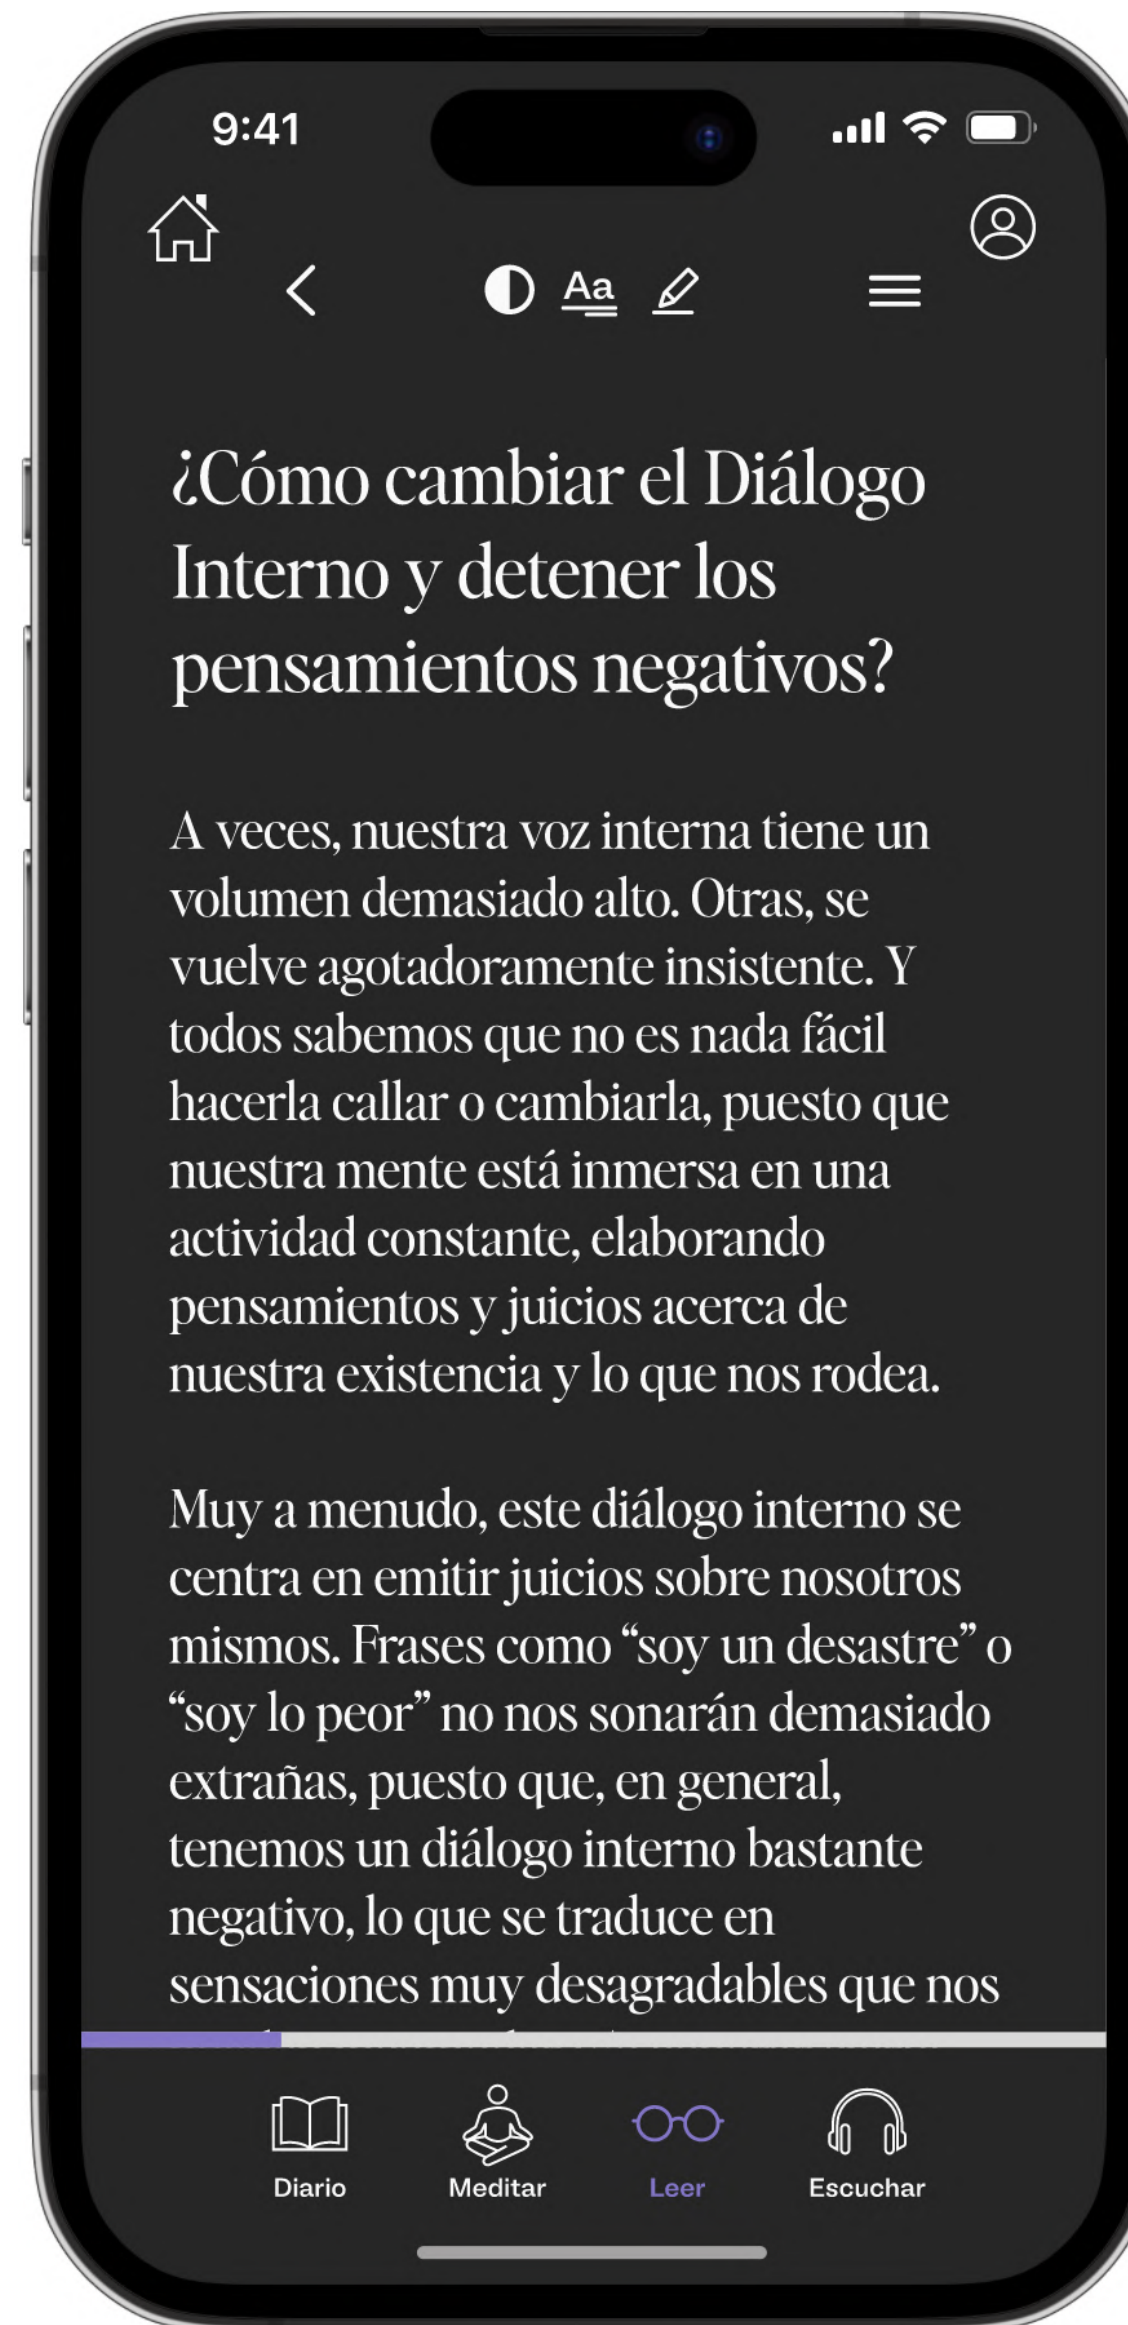 9:41
Aa
¿Cómo cambiar el Diálogo
Interno y detener los
pensamientos negativos?
A veces, nuestra voz interna tiene un
volumen demasiado alto. Otras, se
vuelve agotadoramente insistente. Y
todos sabemos que no es nada fácil
hacerla callar o cambiarla, puesto que
nuestra mente está inmersa en una
actividad constante, elaborando
pensamientos y juicios acerca de
nuestra existencia y lo que nos rodea.
Muy a menudo, este diálogo interno se
centra en emitir juicios sobre nosotros
mismos. Frases como “soy un desastre” o
“soy lo peor” no nos sonarán demasiado
extrañas, puesto que, en general,
tenemos un diálogo interno bastante
negativo, lo que se traduce en
sensaciones muy desagradables que nos
Diario Meditar Leer Escuchar